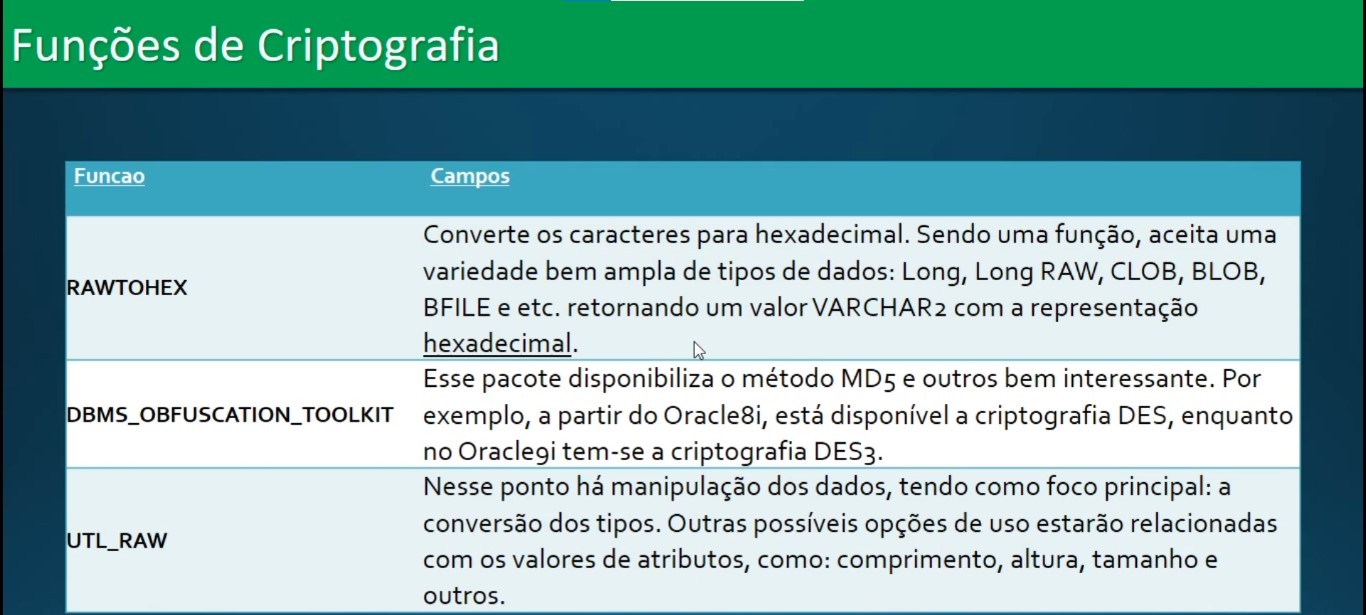 Funções de Criptografia
Funcao Campos
RAWTOHEX
Converte os caracteres para hexadecimal. Sendo uma função, aceita uma
variedade bem ampla de tipos de dados: Long, Long RAW, CLOB, BLOB,
BFILE e etc. retornando um valor VARCHAR2 com a representação
hexadecimal.
DBMS_OBFUSCATION_TOOLKIT
Esse pacote disponibiliza o método MD5 e outros bem interessante. Por
exemplo, a partir do Oracle8i, está disponível a criptografia DES, enquanto
no Oracle9i tem-se a criptografia DES3.
UTL_RAW
Nesse ponto há manipulação dos dados, tendo como foco principal: a
conversão dos tipos. Outras possíveis opções de uso estarão relacionadas
com os valores de atributos, como: comprimento, altura, tamanho e
outros.